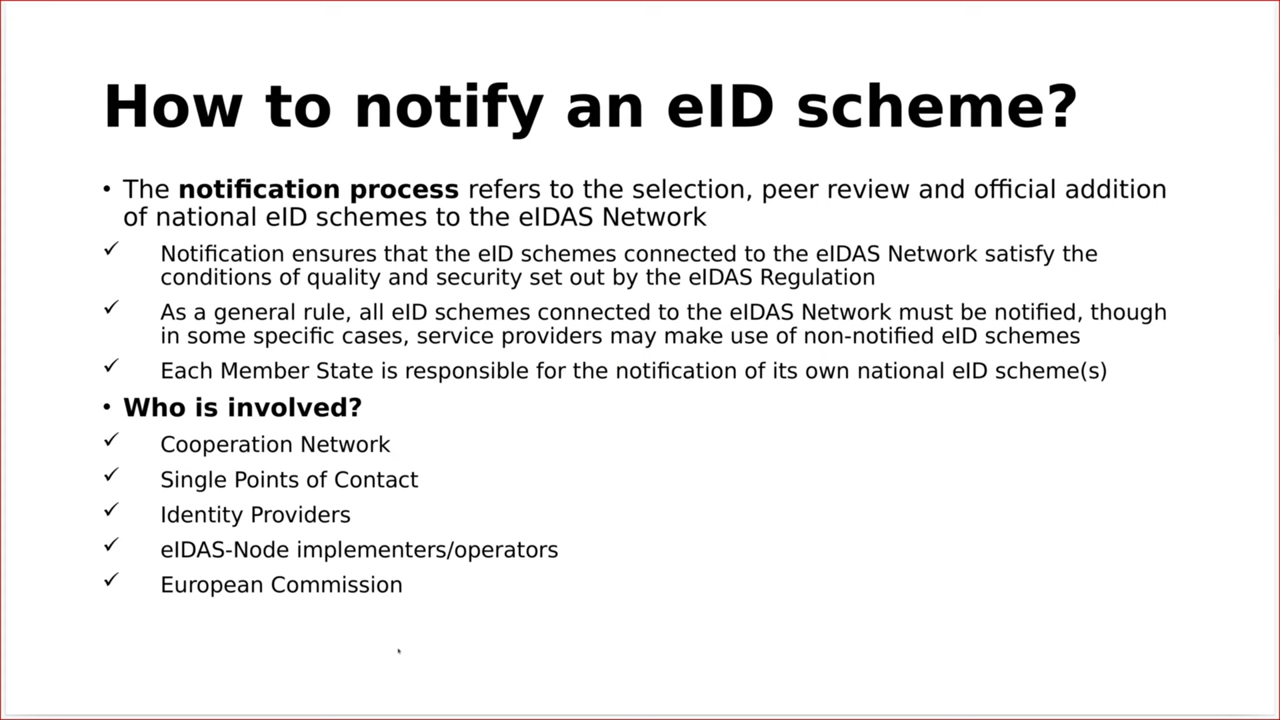 How to notify an eID scheme?
• The notification process refers to the selection, peer review and official addition
of national eID schemes to the eIDAS Network
✓ Notification ensures that the eID schemes connected to the eIDAS Network satisfy the
conditions of quality and security set out by the eIDAS Regulation
✓ As a general rule, all eID schemes connected to the eIDAS Network must be notified, though
in some specific cases, service providers may make use of non-notified eID schemes
✓ Each Member State is responsible for the notification of its own national eID scheme(s)
• Who is involved?
✓ Cooperation Network
✓ Single Points of Contact
✓ Identity Providers
✓ eIDAS-Node implementers/operators
✓ European Commission